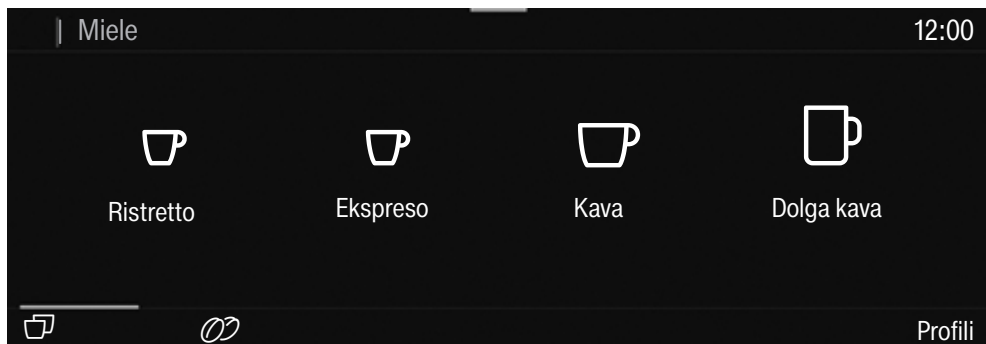 Miele
12:00
Ristretto
Ekspreso
Kava
Dolga kava
Profili